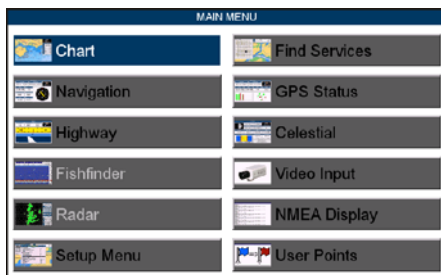 MAIN MENU
Chart
Find Services
Navigation
GPS Status
Highway
Celestial
Fishfinder
Video Input
Radar
NMEA Display
Setup Menu
User Points